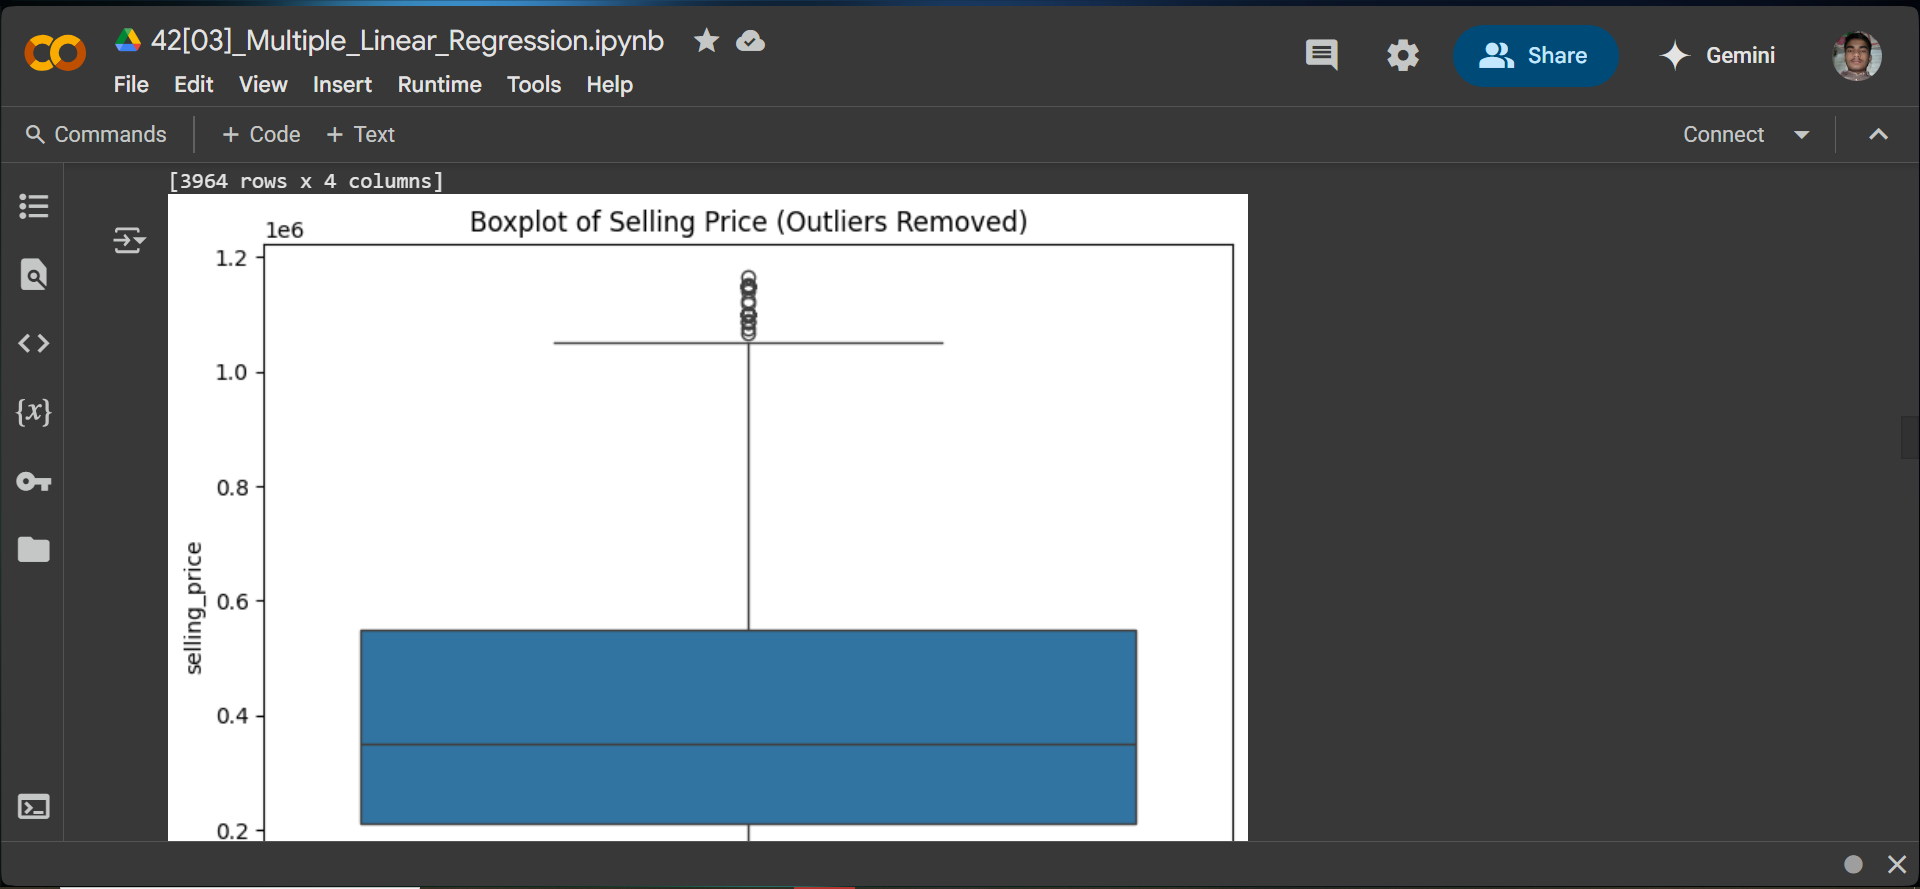 42[03]_Multiple_Linear_Regression.ipynb
File Edit View Insert Runtime Tools Help
Share
Gemini
Commands
+ Code
+ Text
Connect
[3964 rows x 4 columns]
Boxplot of Selling Price (Outliers Removed)
1e6
1.2
1.0
0.8
0.6
0.4
0.2
selling_price
{x}